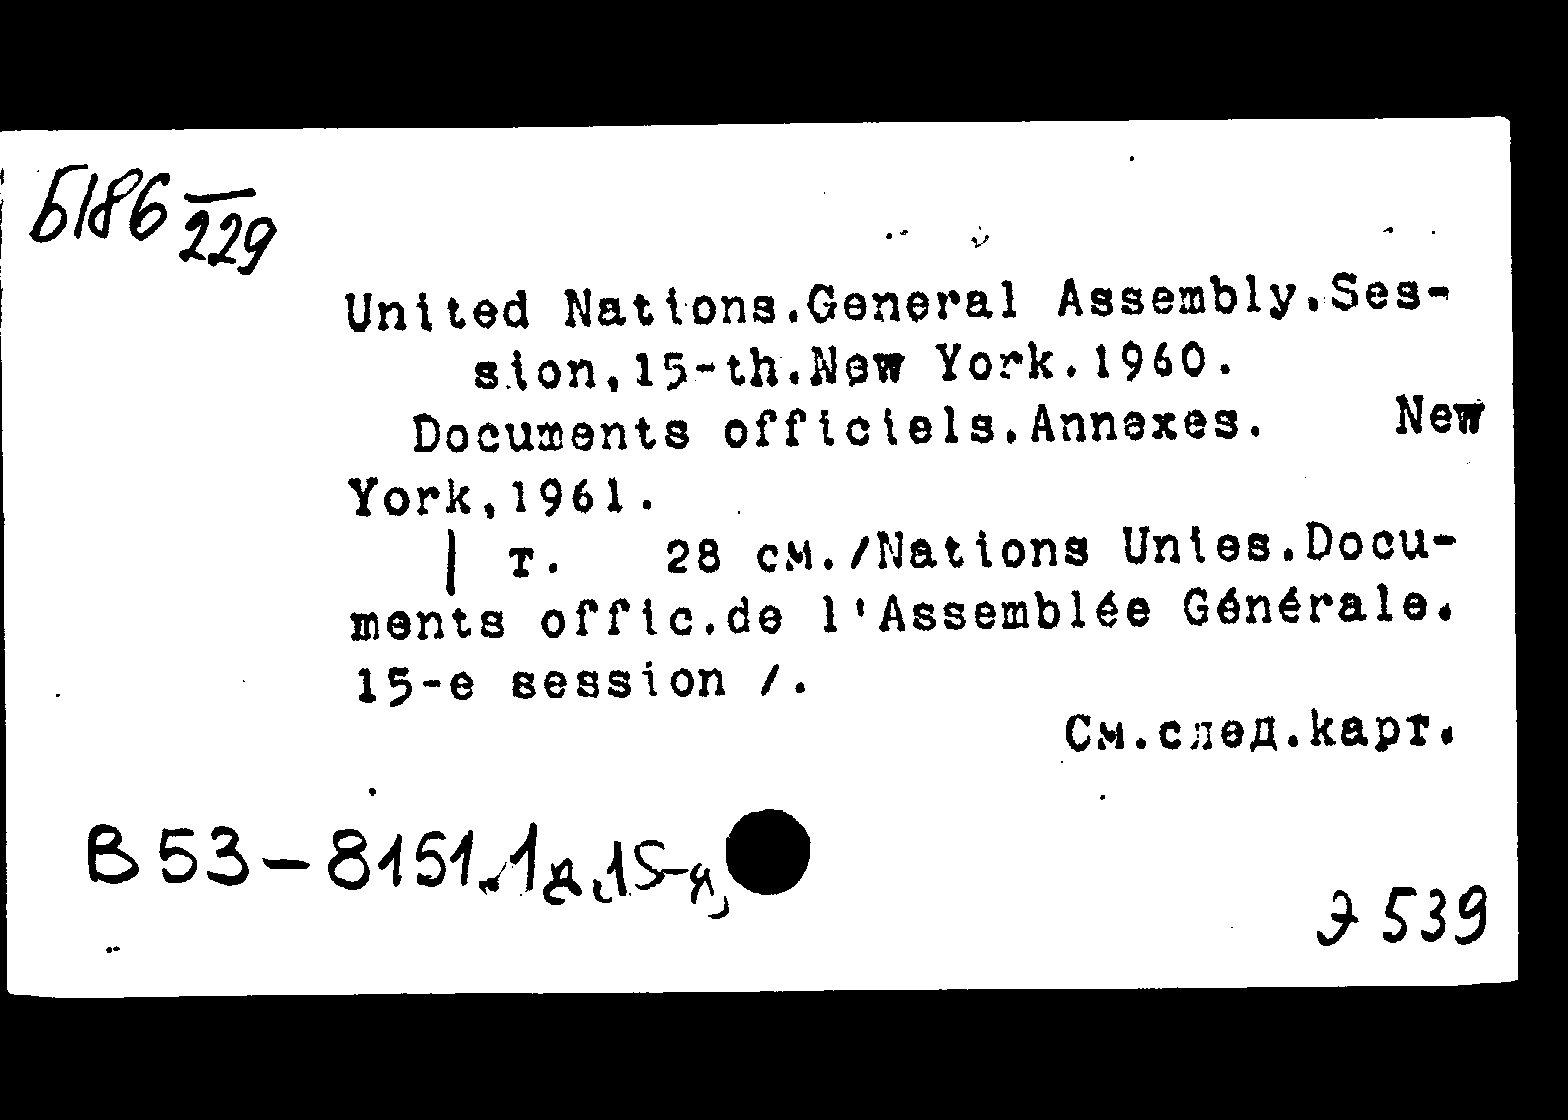 Б186
229
United Nations.General Assembly.Ses-
sion,15-th.New York.1960.
Documents officiels.Annexes. New
York,1961.
| т. 28 см./Nations Unies.Docu-
ments offic.de l'Assemblée Générale.
15-e session /.
См.след.карт.
В 53-8151.1д.15-я
Э 539